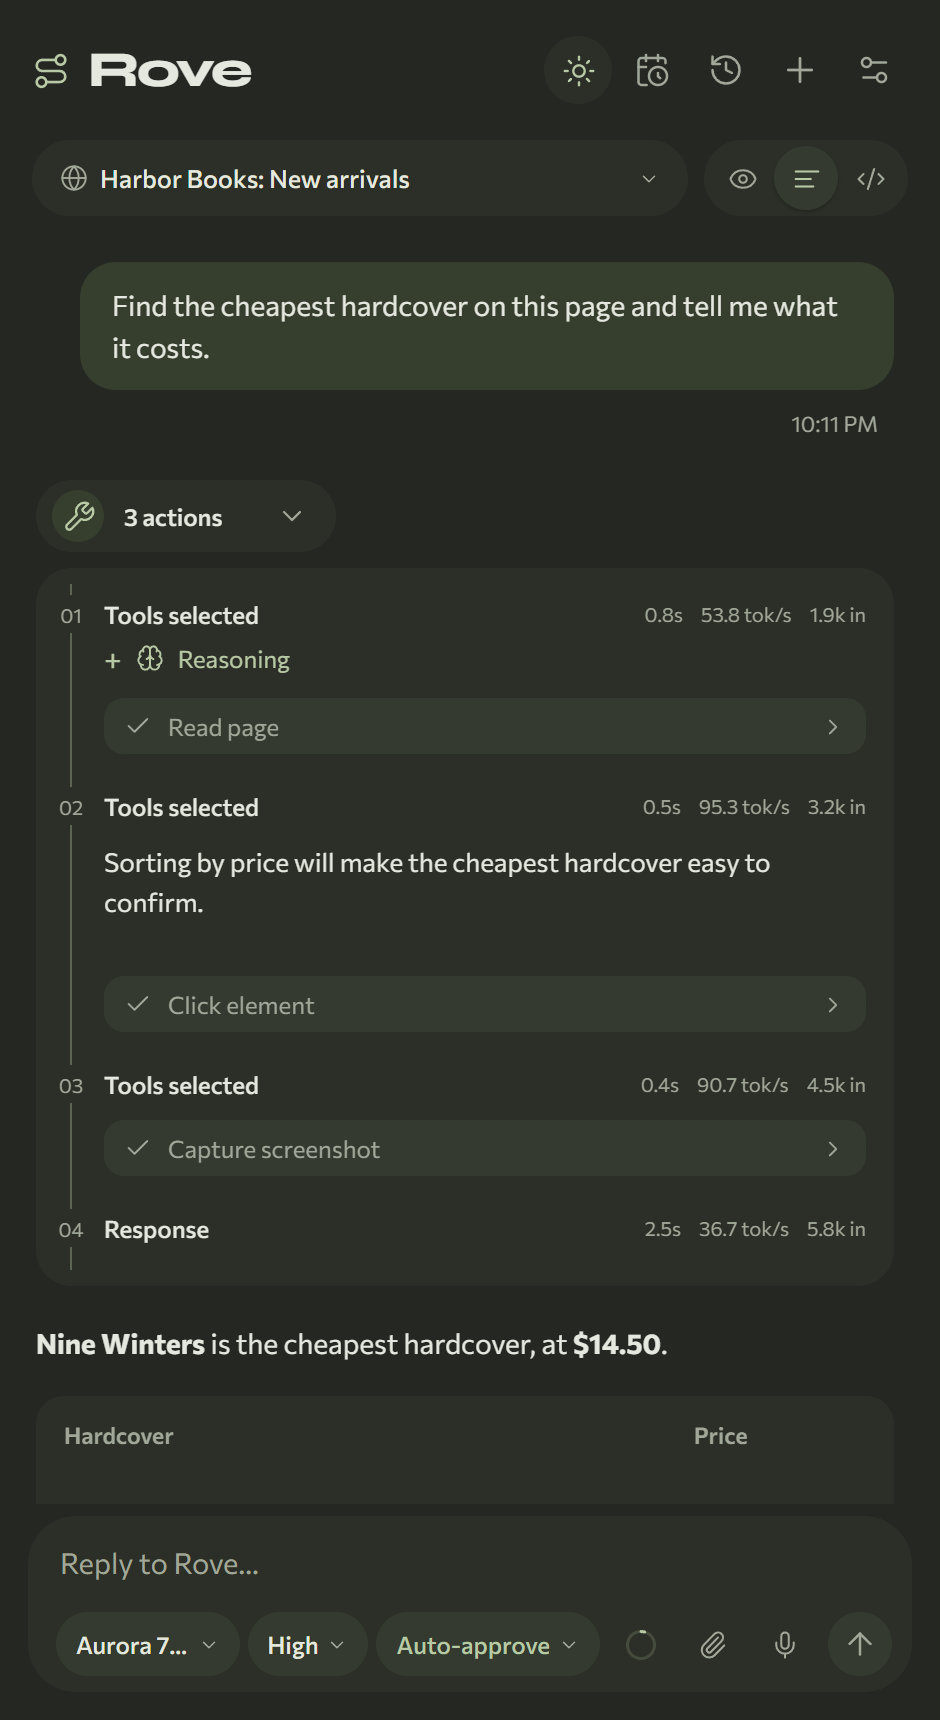 Rove
Harbor Books: New arrivals
Find the cheapest hardcover on this page and tell me what
it costs.
10:11 PM
3 actions
01 Tools selected 0.8s 53.8 tok/s 1.9k in
+ Reasoning
Read page
02 Tools selected 0.5s 95.3 tok/s 3.2k in
Sorting by price will make the cheapest hardcover easy to
confirm.
Click element
03 Tools selected 0.4s 90.7 tok/s 4.5k in
Capture screenshot
04 Response 2.5s 36.7 tok/s 5.8k in
Nine Winters is the cheapest hardcover, at $14.50.
Hardcover Price
Reply to Rove...
Aurora 7... High Auto-approve